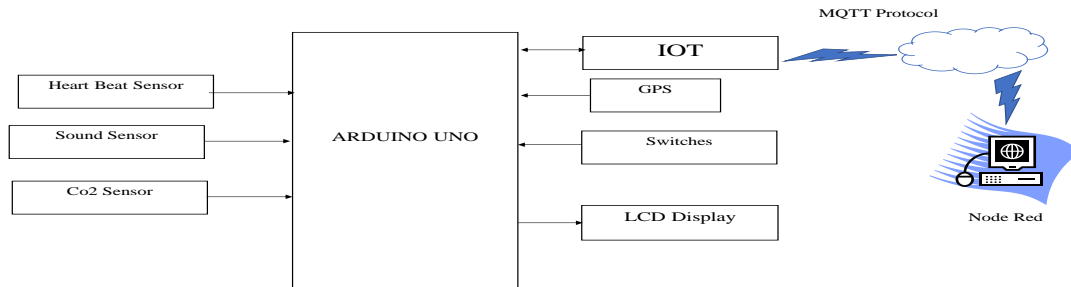 MQTT Protocol
IOT
Heart Beat Sensor
GPS
Sound Sensor
ARDUINO UNO
Switches
Co2 Sensor
LCD Display
Node Red